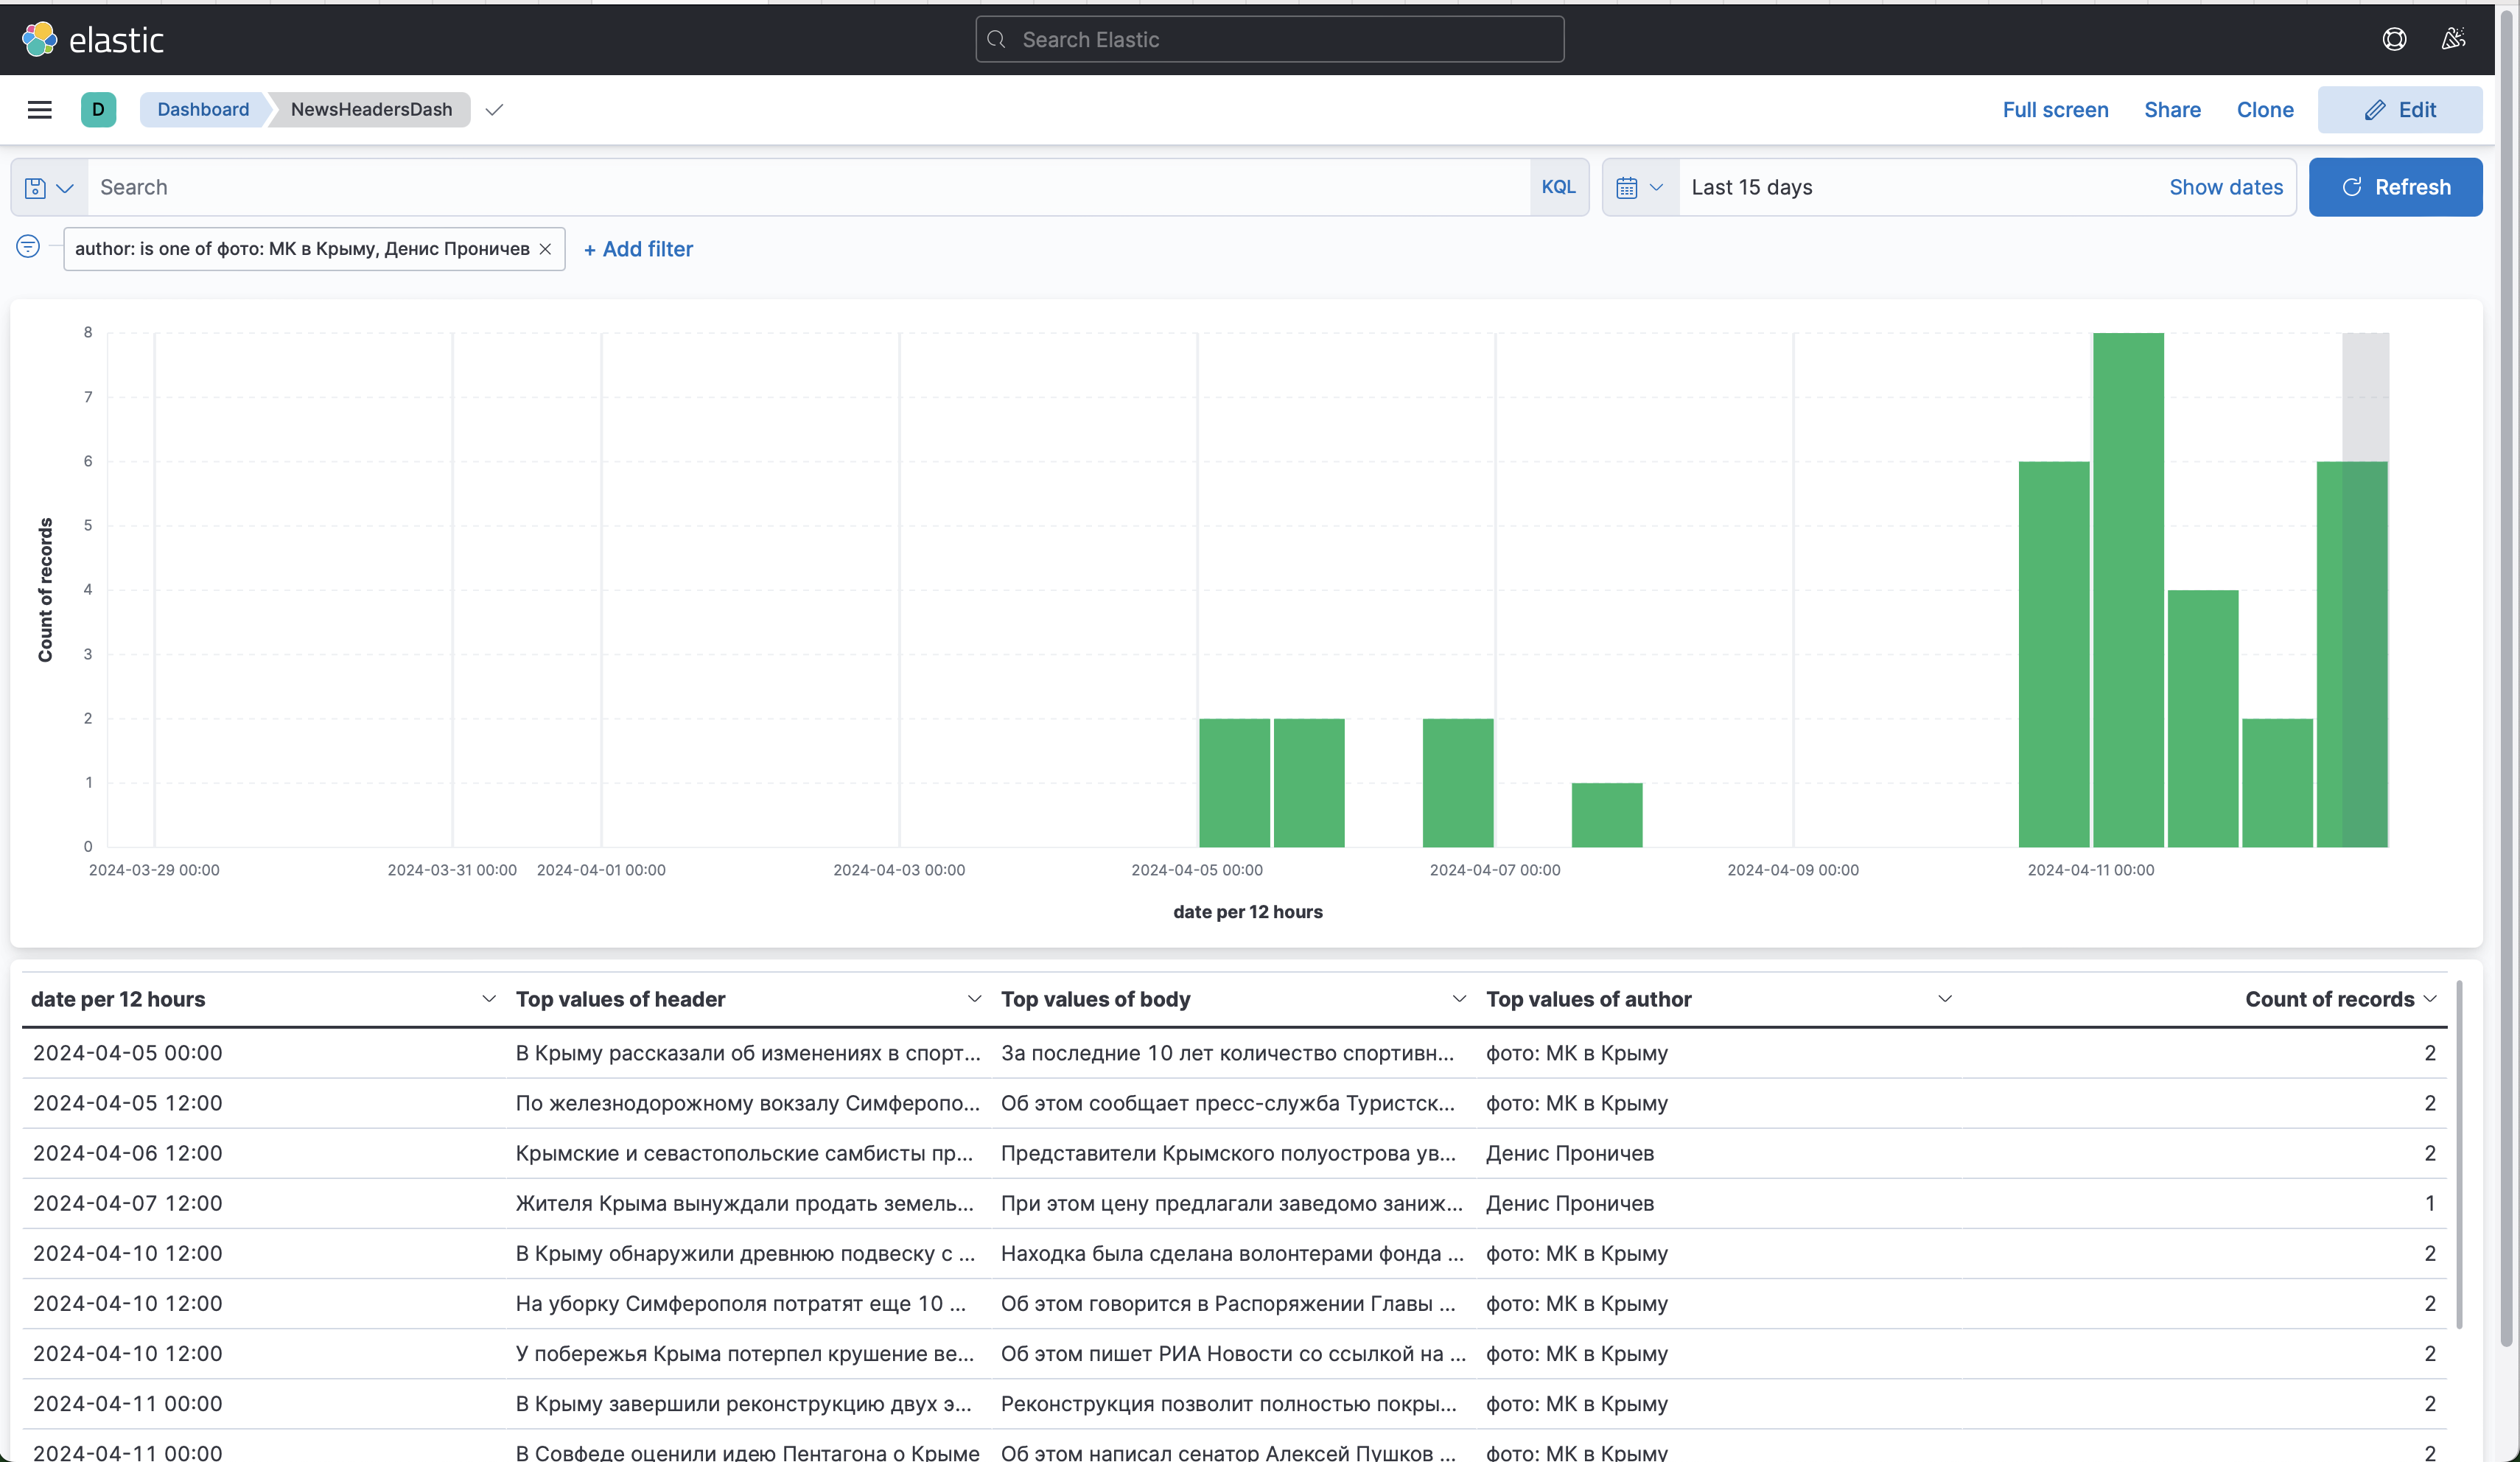 elastic
Search Elastic
D
Dashboard
NewsHeadersDash
Full screen
Share
Clone
Edit
Search
KQL
Last 15 days
Show dates
Refresh
author: is one of фото: МК в Крыму, Денис Проничев
+ Add filter
8
7
6
5
4
3
2
1
0
Count of records
2024-03-29 00:00
2024-03-31 00:00
2024-04-01 00:00
2024-04-03 00:00
2024-04-05 00:00
2024-04-07 00:00
2024-04-09 00:00
2024-04-11 00:00
date per 12 hours
date per 12 hours Top values of header Top values of body Top values of author Count of records
2024-04-05 00:00 В Крыму рассказали об изменениях в спорт... За последние 10 лет количество спортивн... фото: МК в Крыму 2
2024-04-05 12:00 По железнодорожному вокзалу Симферопо... Об этом сообщает пресс-служба Туристск... фото: МК в Крыму 2
2024-04-06 12:00 Крымские и севастопольские самбисты пр... Представители Крымского полуострова ув... Денис Проничев 2
2024-04-07 12:00 Жителя Крыма вынуждали продать земель... При этом цену предлагали заведомо заниж... Денис Проничев 1
2024-04-10 12:00 В Крыму обнаружили древнюю подвеску с ... Находка была сделана волонтерами фонда ... фото: МК в Крыму 2
2024-04-10 12:00 На уборку Симферополя потратят еще 10 ... Об этом говорится в Распоряжении Главы ... фото: МК в Крыму 2
2024-04-10 12:00 У побережья Крыма потерпел крушение ве... Об этом пишет РИА Новости со ссылкой на ... фото: МК в Крыму 2
2024-04-11 00:00 В Крыму завершили реконструкцию двух э... Реконструкция позволит полностью покры... фото: МК в Крыму 2
2024-04-11 00:00 В Совфеде оценили идею Пентагона о Крыме Об этом написал сенатор Алексей Пушков ... фото: МК в Крыму 2